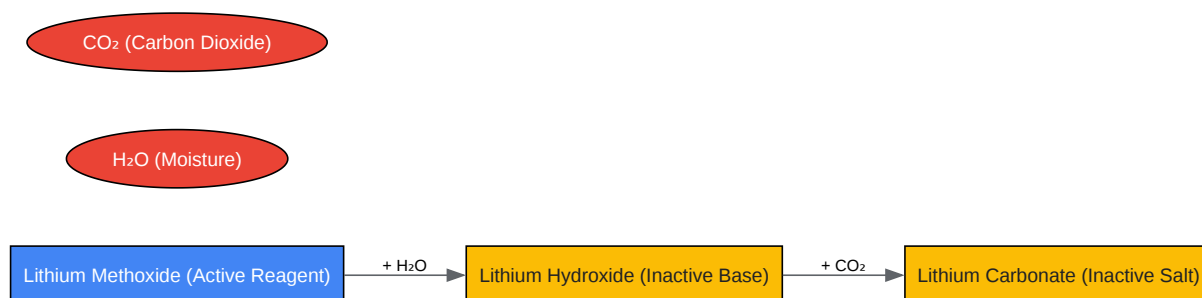 CO₂ (Carbon Dioxide)
H₂O (Moisture)
Lithium Methoxide (Active Reagent)
+ H₂O
Lithium Hydroxide (Inactive Base)
+ CO₂
Lithium Carbonate (Inactive Salt)